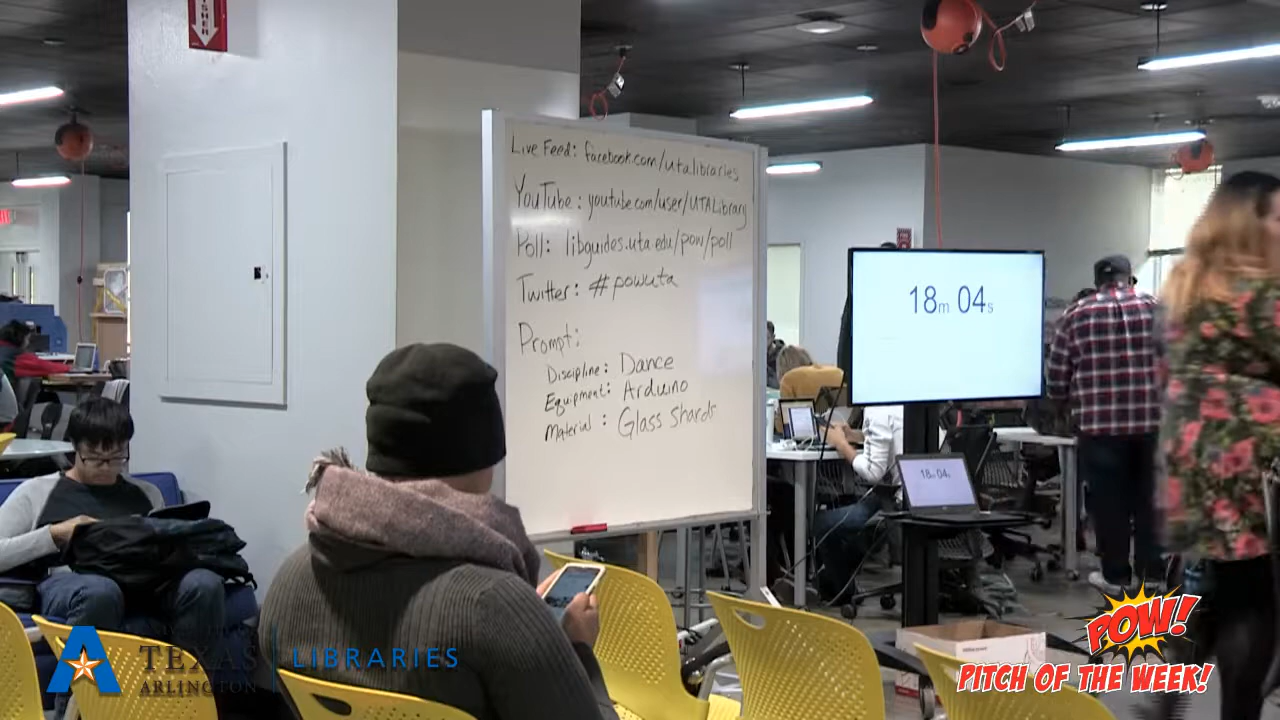 Live Feed: facebook.com/utalibraries
YouTube: youtube.com/user/UTALibrary
Poll: libguides.uta.edu/pow/poll
Twitter: #powuta
Prompt:
Discipline: Dance
Equipment: Arduino
Material: Glass Shards
18m 04s
18m 04s
TEXAS
ARLINGTON
LIBRARIES
POW!
PITCH OF THE WEEK!